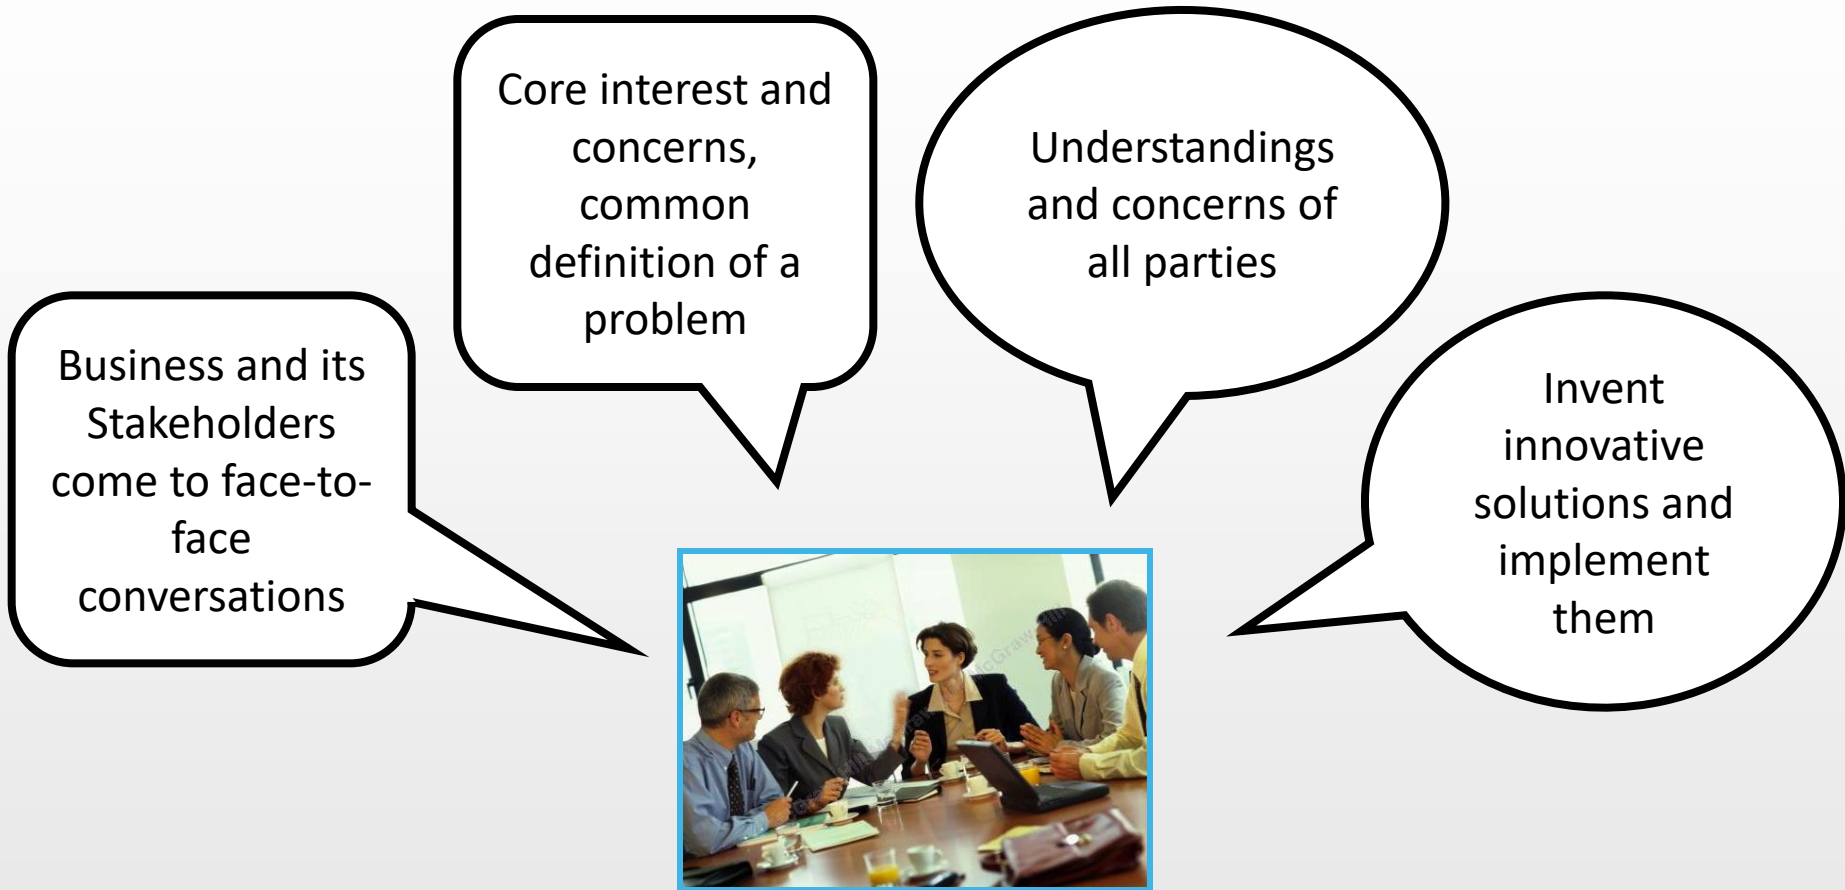 Business and its
Stakeholders
come to face-to-
face
conversations
Core interest and
concerns,
common
definition of a
problem
Understandings
and concerns of
all parties
Invent
innovative
solutions and
implement
them